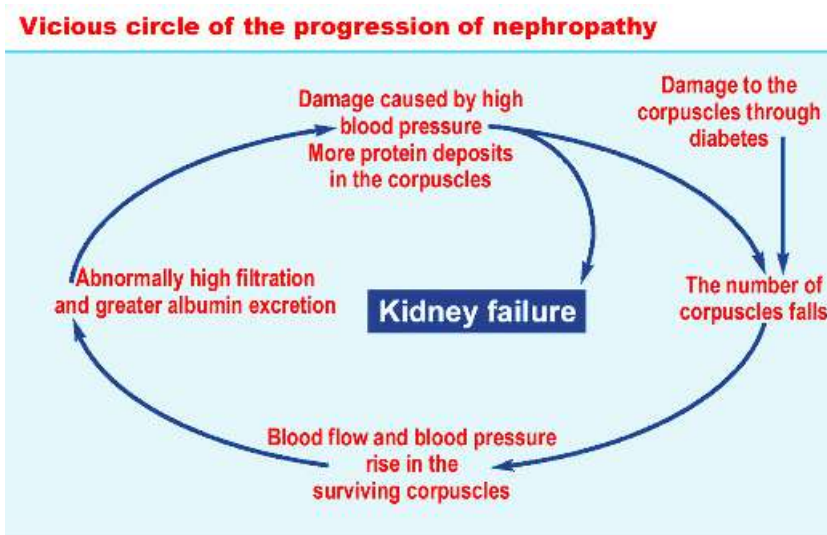 Vicious circle of the progression of nephropathy
Damage caused by high
blood pressure
More protein deposits
in the corpuscles
Damage to the
corpuscles through
diabetes
Abnormally high filtration
and greater albumin excretion
Kidney failure
The number of
corpuscles falls
Blood flow and blood pressure
rise in the
surviving corpuscles